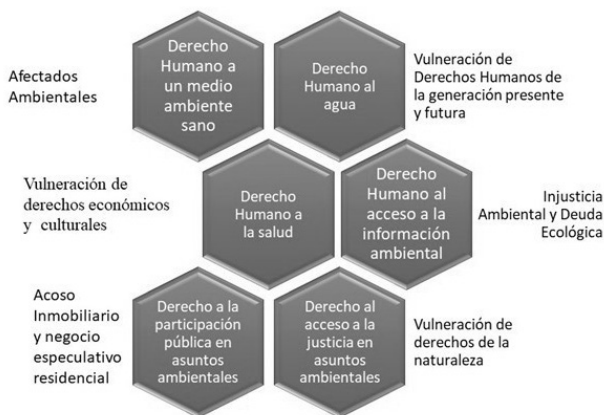 Afectados
Ambientales
Derecho
Humano a
un medio
ambiente
sano
Derecho
Humano al
agua
Vulneración de
Derechos Humanos de
la generación presente
y futura
Vulneración de
derechos económicos
y culturales
Derecho
Humano a
la salud
Derecho
Humano al
acceso a la
información
ambiental
Injusticia
Ambiental y Deuda
Ecológica
Acoso
Inmobiliario
y negocio
especulativo
residencial
Derecho a la
participación
pública en
asuntos
ambientales
Derecho al
acceso a la
justicia en
asuntos
ambientales
Vulneración de
derechos de la
naturaleza